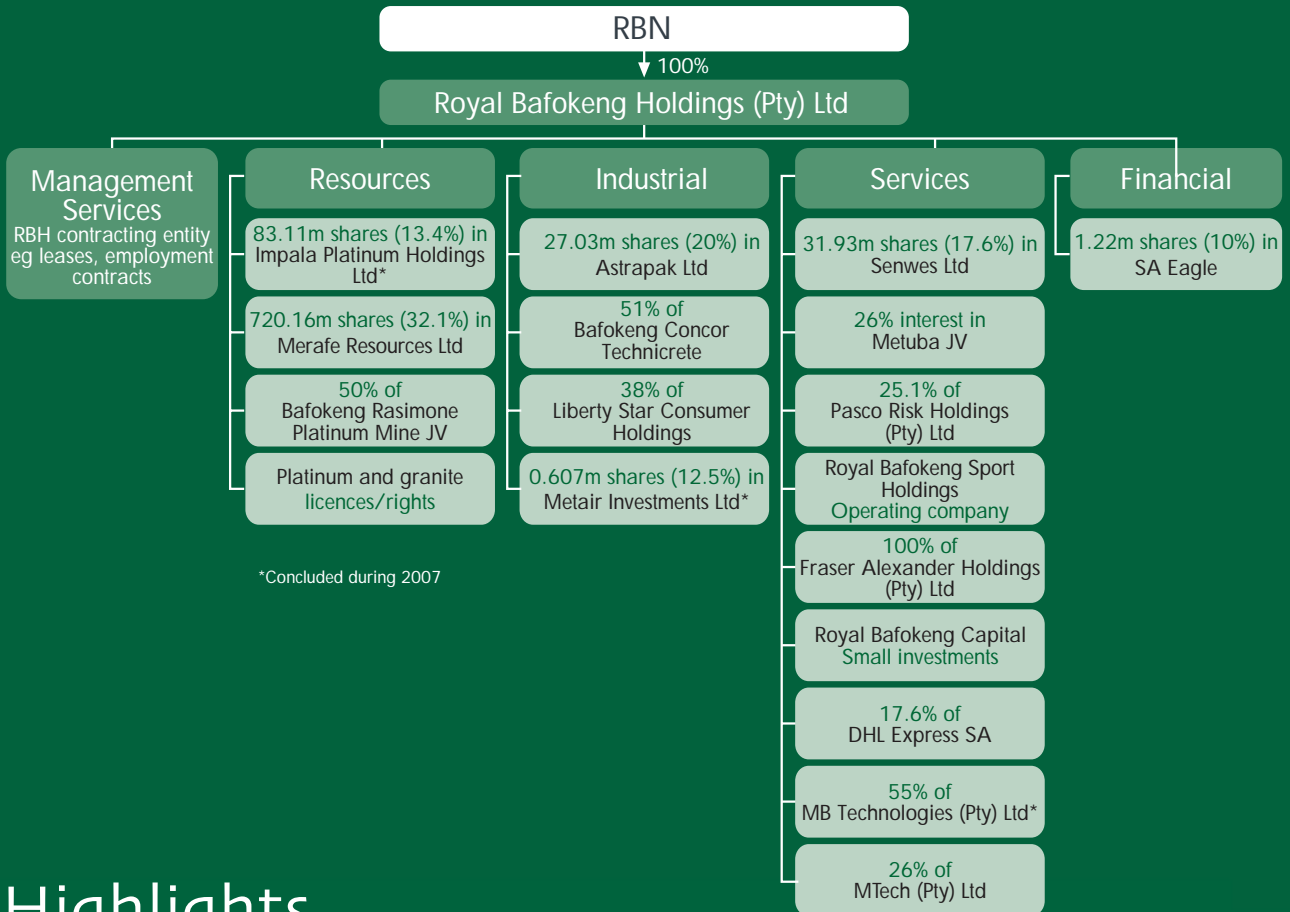 RBN
100%
Royal Bafokeng Holdings (Pty) Ltd
Management
Services
RBH contracting entity
eg leases, employment
contracts
Resources
83.11m shares (13.4%) in
Impala Platinum Holdings
Ltd*
720.16m shares (32.1%) in
Merafe Resources Ltd
50% of
Bafokeng Rasimone
Platinum Mine JV
Platinum and granite
licences/rights
*Concluded during 2007
Industrial
27.03m shares (20%) in
Astrapak Ltd
51% of
Bafokeng Concor
Technicrete
38% of
Liberty Star Consumer
Holdings
0.607m shares (12.5%) in
Metair Investments Ltd*
Services
31.93m shares (17.6%) in
Senwes Ltd
26% interest in
Metuba JV
25.1% of
Pasco Risk Holdings
(Pty) Ltd
Royal Bafokeng Sport
Holdings
Operating company
100% of
Fraser Alexander Holdings
(Pty) Ltd
Royal Bafokeng Capital
Small investments
17.6% of
DHL Express SA
55% of
MB Technologies (Pty) Ltd*
26% of
MTech (Pty) Ltd
Financial
1.22m shares (10%) in
SA Eagle
Highlights